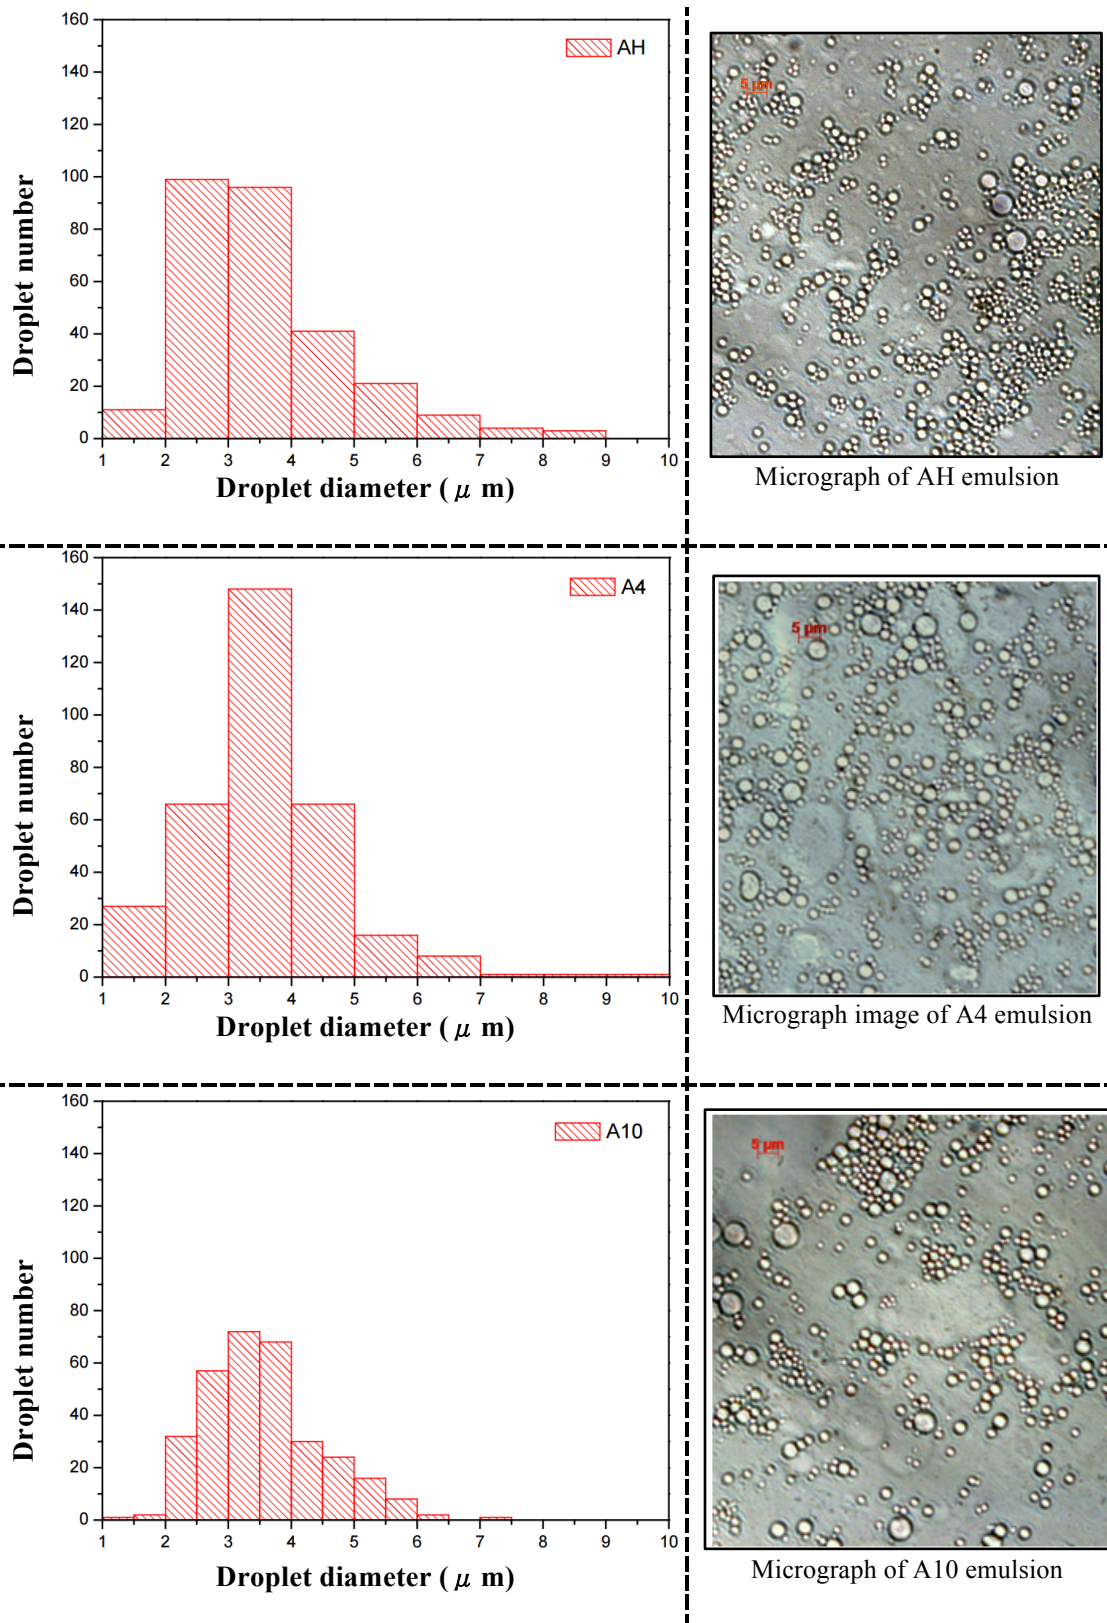 160
140
120
100
80
60
40
20
0
Droplet number
AH
1 2 3 4 5 6 7 8 9 10
Droplet diameter ( μ m)
5 µm
Micrograph of AH emulsion
160
140
120
100
80
60
40
20
0
Droplet number
A4
1 2 3 4 5 6 7 8 9 10
Droplet diameter ( μ m)
5 µm
Micrograph image of A4 emulsion
160
140
120
100
80
60
40
20
0
Droplet number
A10
1 2 3 4 5 6 7 8 9 10
Droplet diameter ( μ m)
5 µm
Micrograph of A10 emulsion